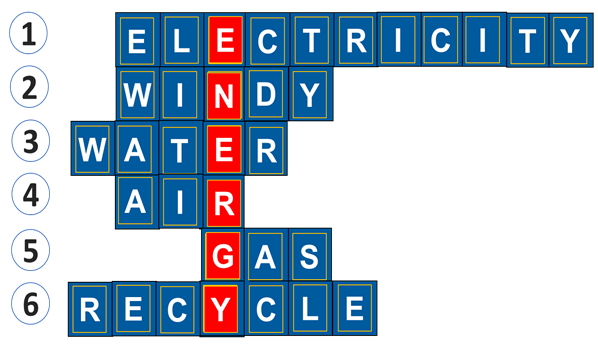 1 ELECTRICITY
2 WINDY
3 WATER
4 AIR
5 GAS
6 RECYCLE